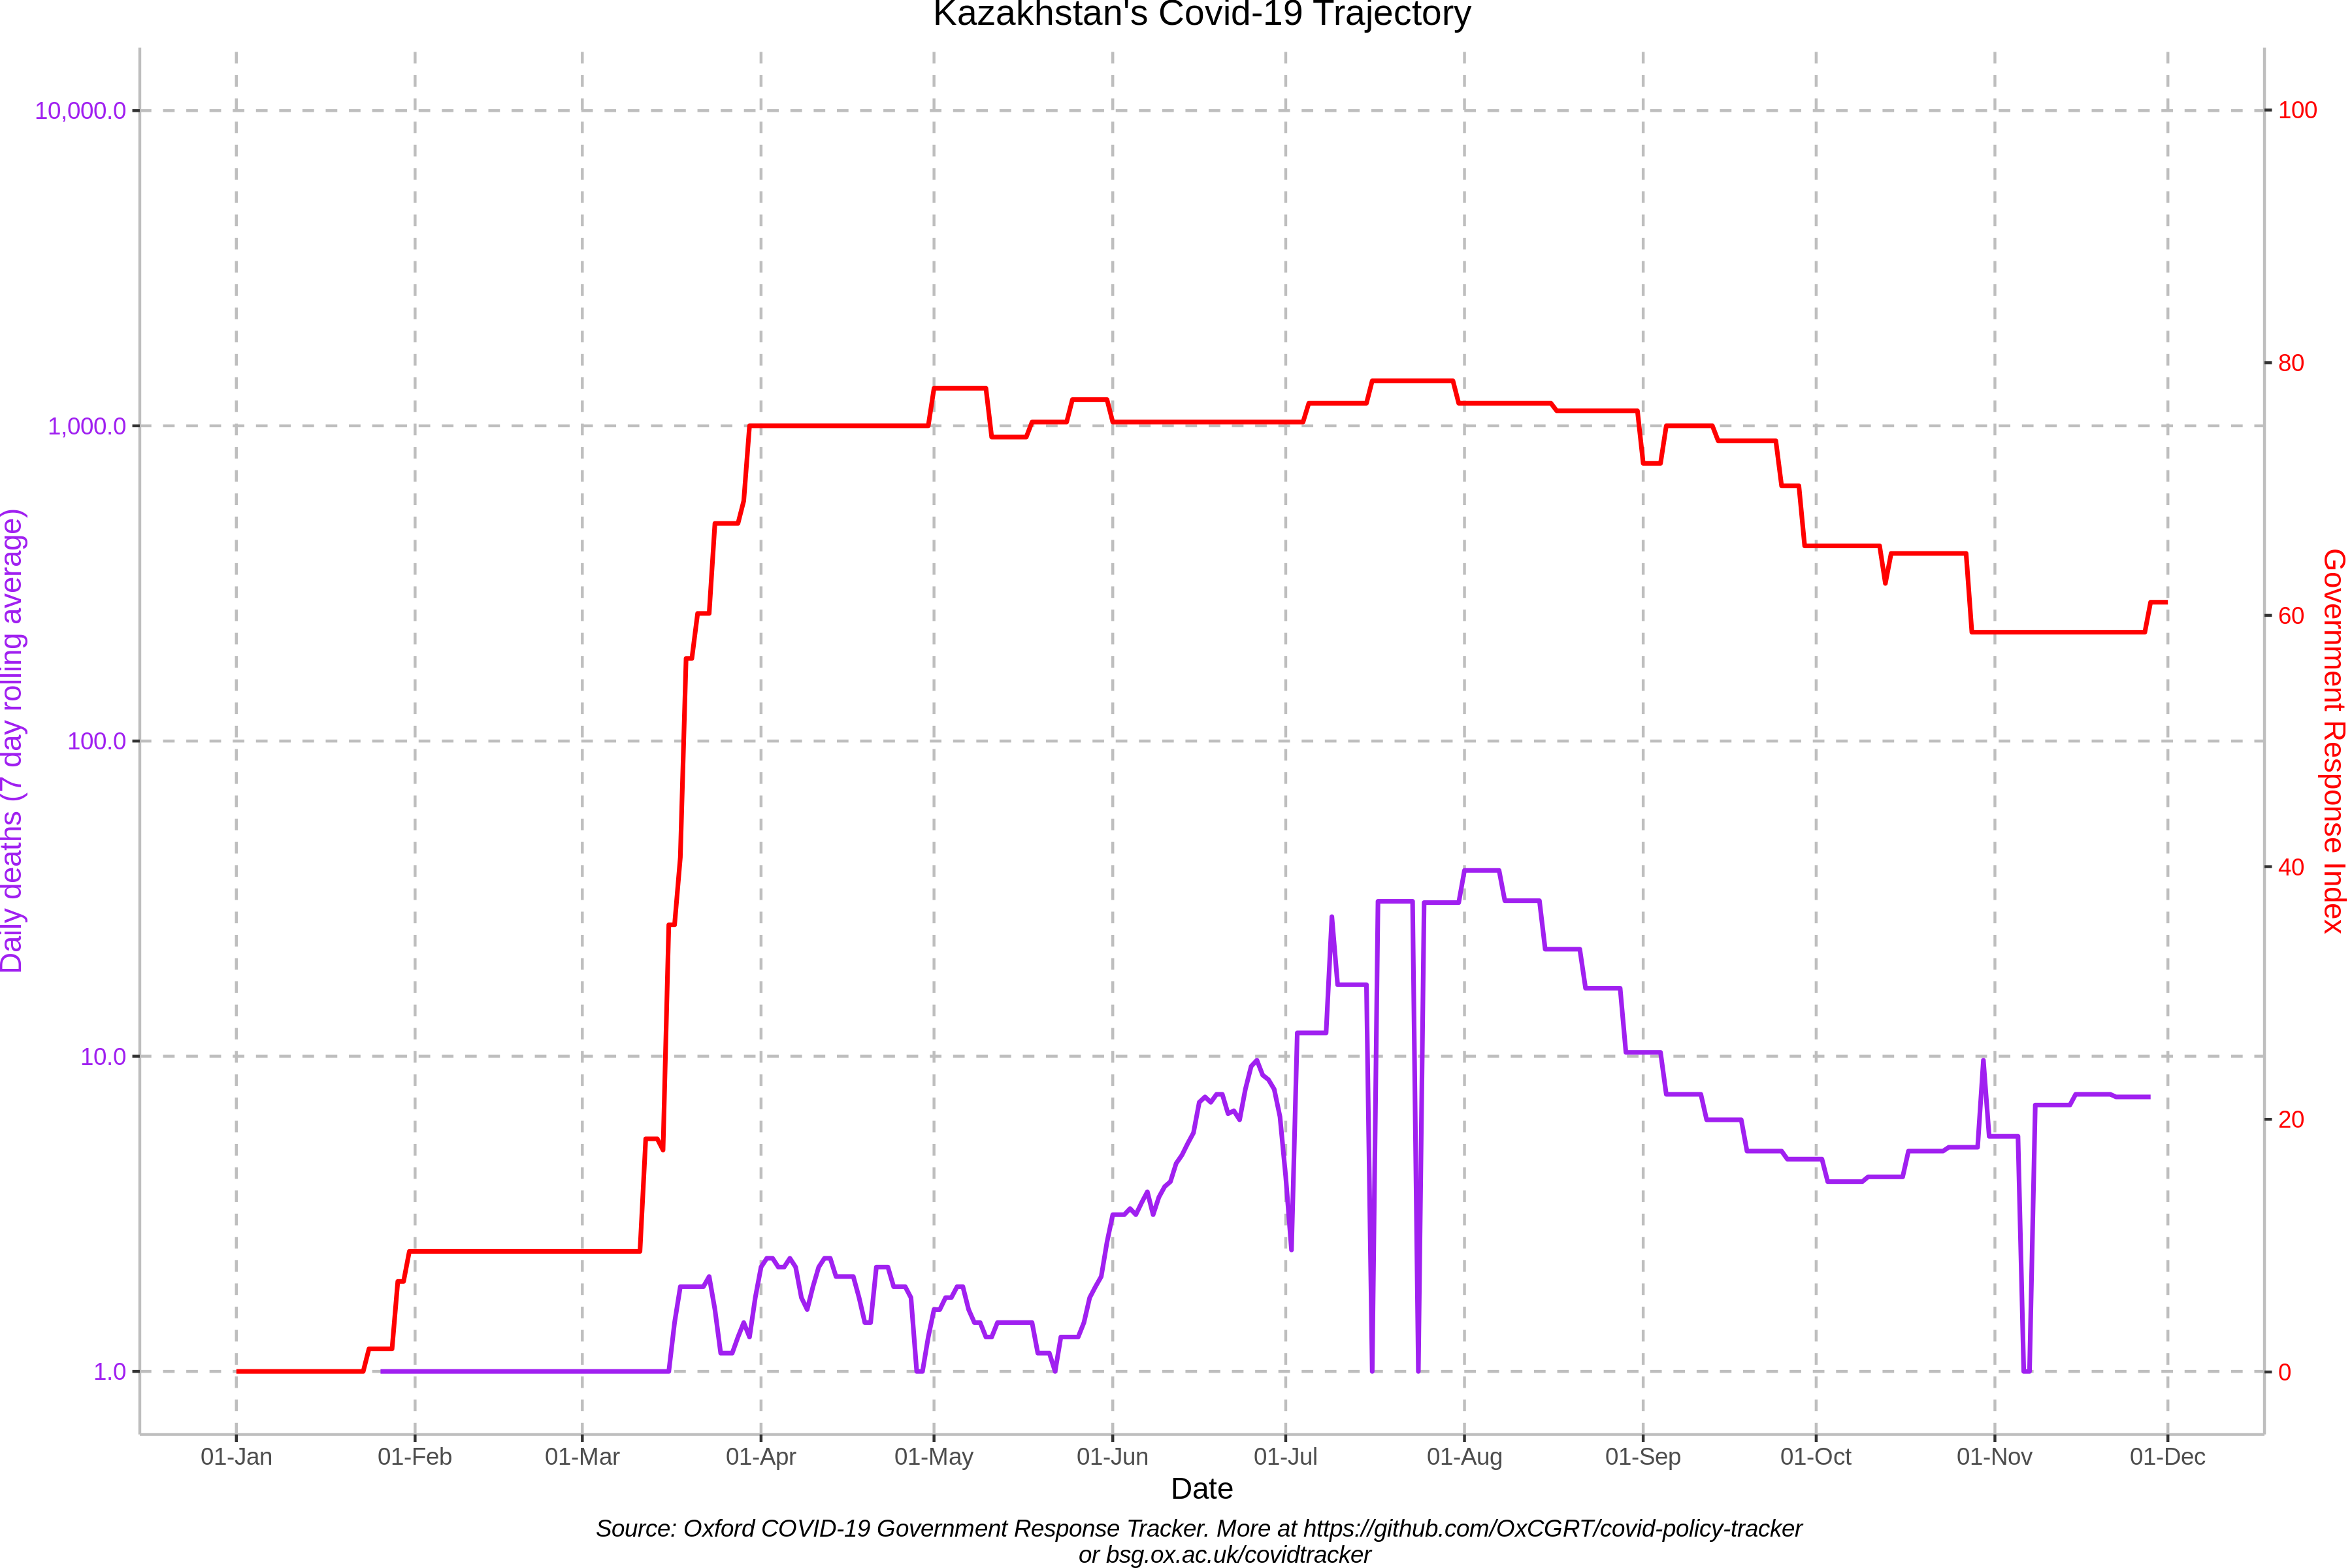 Kazakhstan's Covid-19 Trajectory
10,000.0
1,000.0
100.0
10.0
1.0
Daily deaths (7 day rolling average)
100
80
60
40
20
0
Government Response Index
01-Jan 01-Feb 01-Mar 01-Apr 01-May 01-Jun 01-Jul 01-Aug 01-Sep 01-Oct 01-Nov 01-Dec
Date
Source: Oxford COVID-19 Government Response Tracker. More at https://github.com/OxCGRT/covid-policy-tracker
or bsg.ox.ac.uk/covidtracker